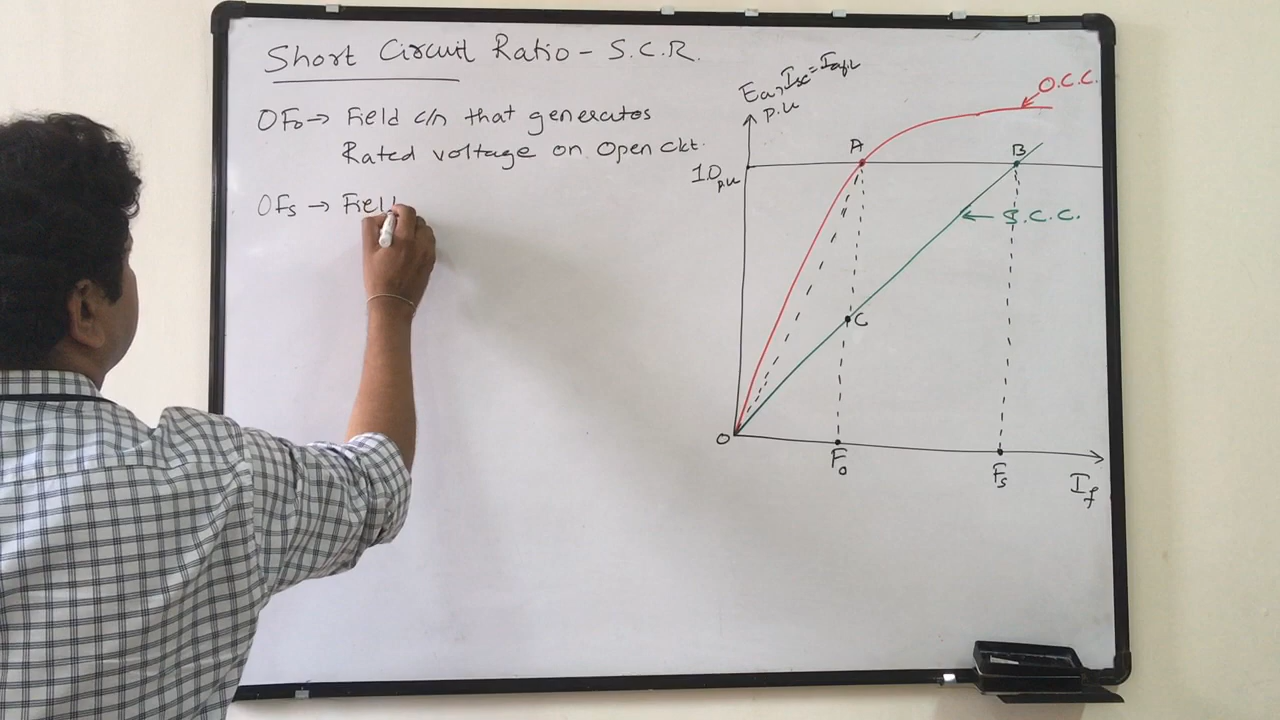 Short Circuit Ratio - S.C.R.
OFo → Field c/n that generates
Rated voltage on Open ckt.
OFs → Field
Ea, Isc = Iafl
p.u
O.C.C.
A
B
1.0 p.u
S.C.C.
C
O
Fo
Fs
If